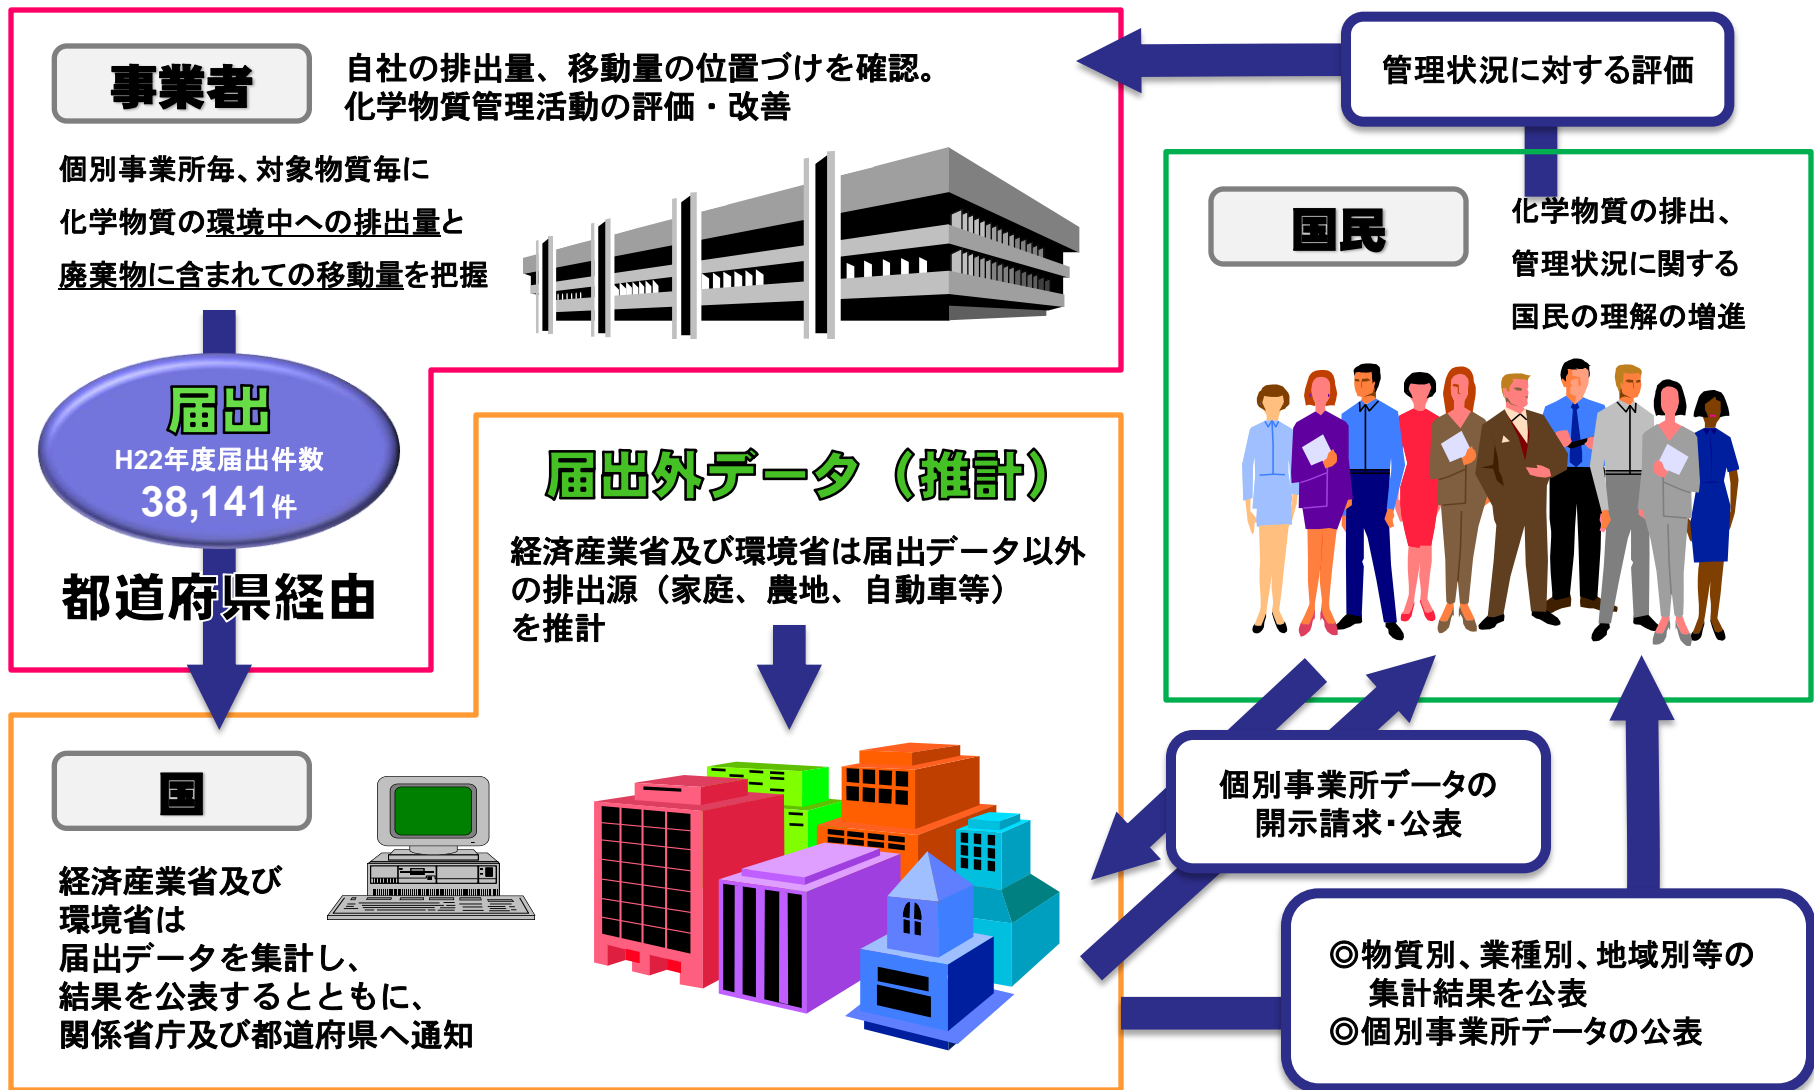 事業者
自社の排出量、移動量の位置づけを確認。
化学物質管理活動の評価・改善
個別事業所毎、対象物質毎に
化学物質の環境中への排出量と
廃棄物に含まれての移動量を把握
届出
H22年度届出件数
38,141件
都道府県経由
管理状況に対する評価
国民
化学物質の排出、
管理状況に関する
国民の理解の増進
届出外データ（推計）
経済産業省及び環境省は届出データ以外
の排出源（家庭、農地、自動車等）
を推計
国
経済産業省及び
環境省は
届出データを集計し、
結果を公表するとともに、
関係省庁及び都道府県へ通知
個別事業所データの
開示請求・公表
◎物質別、業種別、地域別等の
集計結果を公表
◎個別事業所データの公表